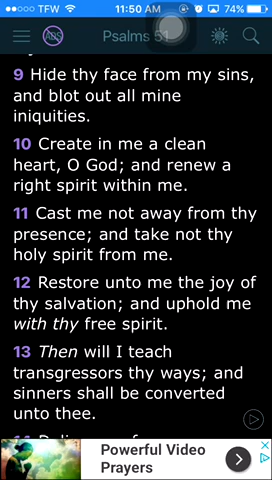 TFW 11:50 AM 74%
ADS Psalms 51
9 Hide thy face from my sins,
and blot out all mine
iniquities.
10 Create in me a clean
heart, O God; and renew a
right spirit within me.
11 Cast me not away from thy
presence; and take not thy
holy spirit from me.
12 Restore unto me the joy of
thy salvation; and uphold me
with thy free spirit.
13 Then will I teach
transgressors thy ways; and
sinners shall be converted
unto thee.
Powerful Video
Prayers